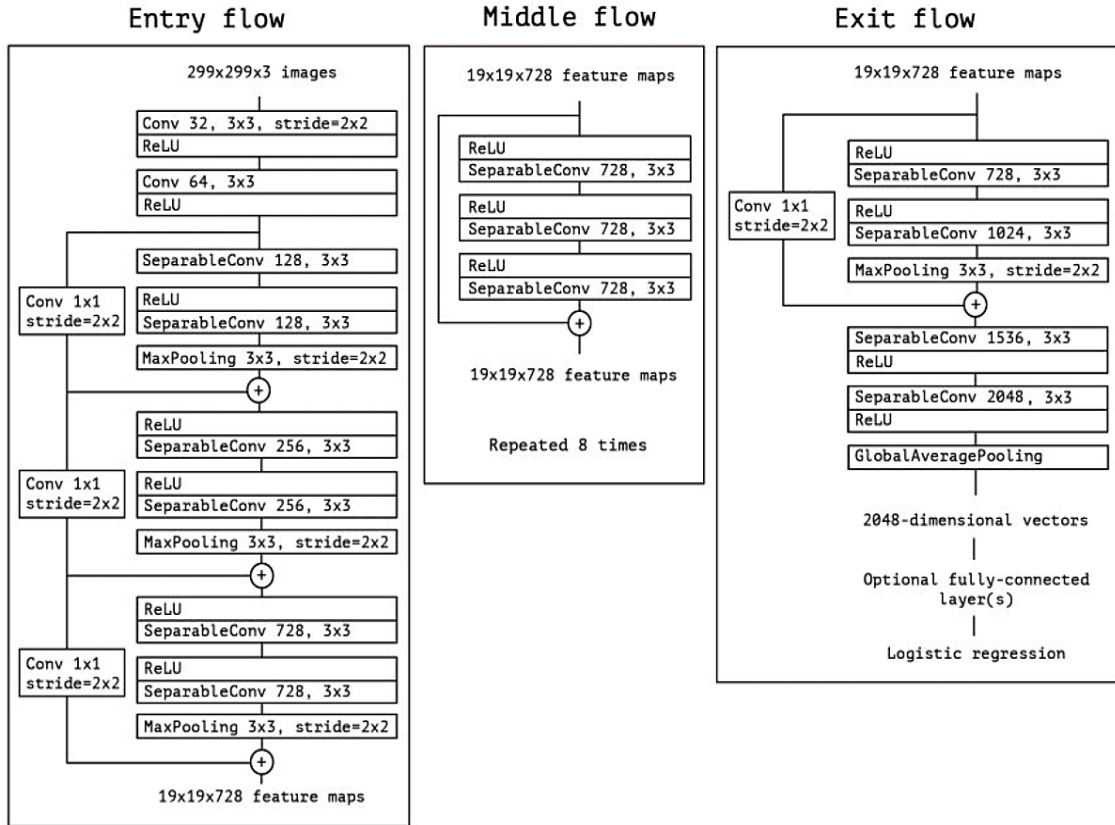 Entry flow
299x299x3 images
Conv 32, 3x3, stride=2x2
ReLU
Conv 64, 3x3
ReLU
SeparableConv 128, 3x3
Conv 1x1
stride=2x2
ReLU
SeparableConv 128, 3x3
MaxPooling 3x3, stride=2x2
+
ReLU
SeparableConv 256, 3x3
Conv 1x1
stride=2x2
ReLU
SeparableConv 256, 3x3
MaxPooling 3x3, stride=2x2
+
ReLU
SeparableConv 728, 3x3
Conv 1x1
stride=2x2
ReLU
SeparableConv 728, 3x3
MaxPooling 3x3, stride=2x2
+
19x19x728 feature maps
Middle flow
19x19x728 feature maps
ReLU
SeparableConv 728, 3x3
ReLU
SeparableConv 728, 3x3
ReLU
SeparableConv 728, 3x3
+
19x19x728 feature maps
Repeated 8 times
Exit flow
19x19x728 feature maps
ReLU
SeparableConv 728, 3x3
Conv 1x1
stride=2x2
ReLU
SeparableConv 1024, 3x3
MaxPooling 3x3, stride=2x2
+
SeparableConv 1536, 3x3
ReLU
SeparableConv 2048, 3x3
ReLU
GlobalAveragePooling
2048-dimensional vectors
Optional fully-connected
layer(s)
Logistic regression